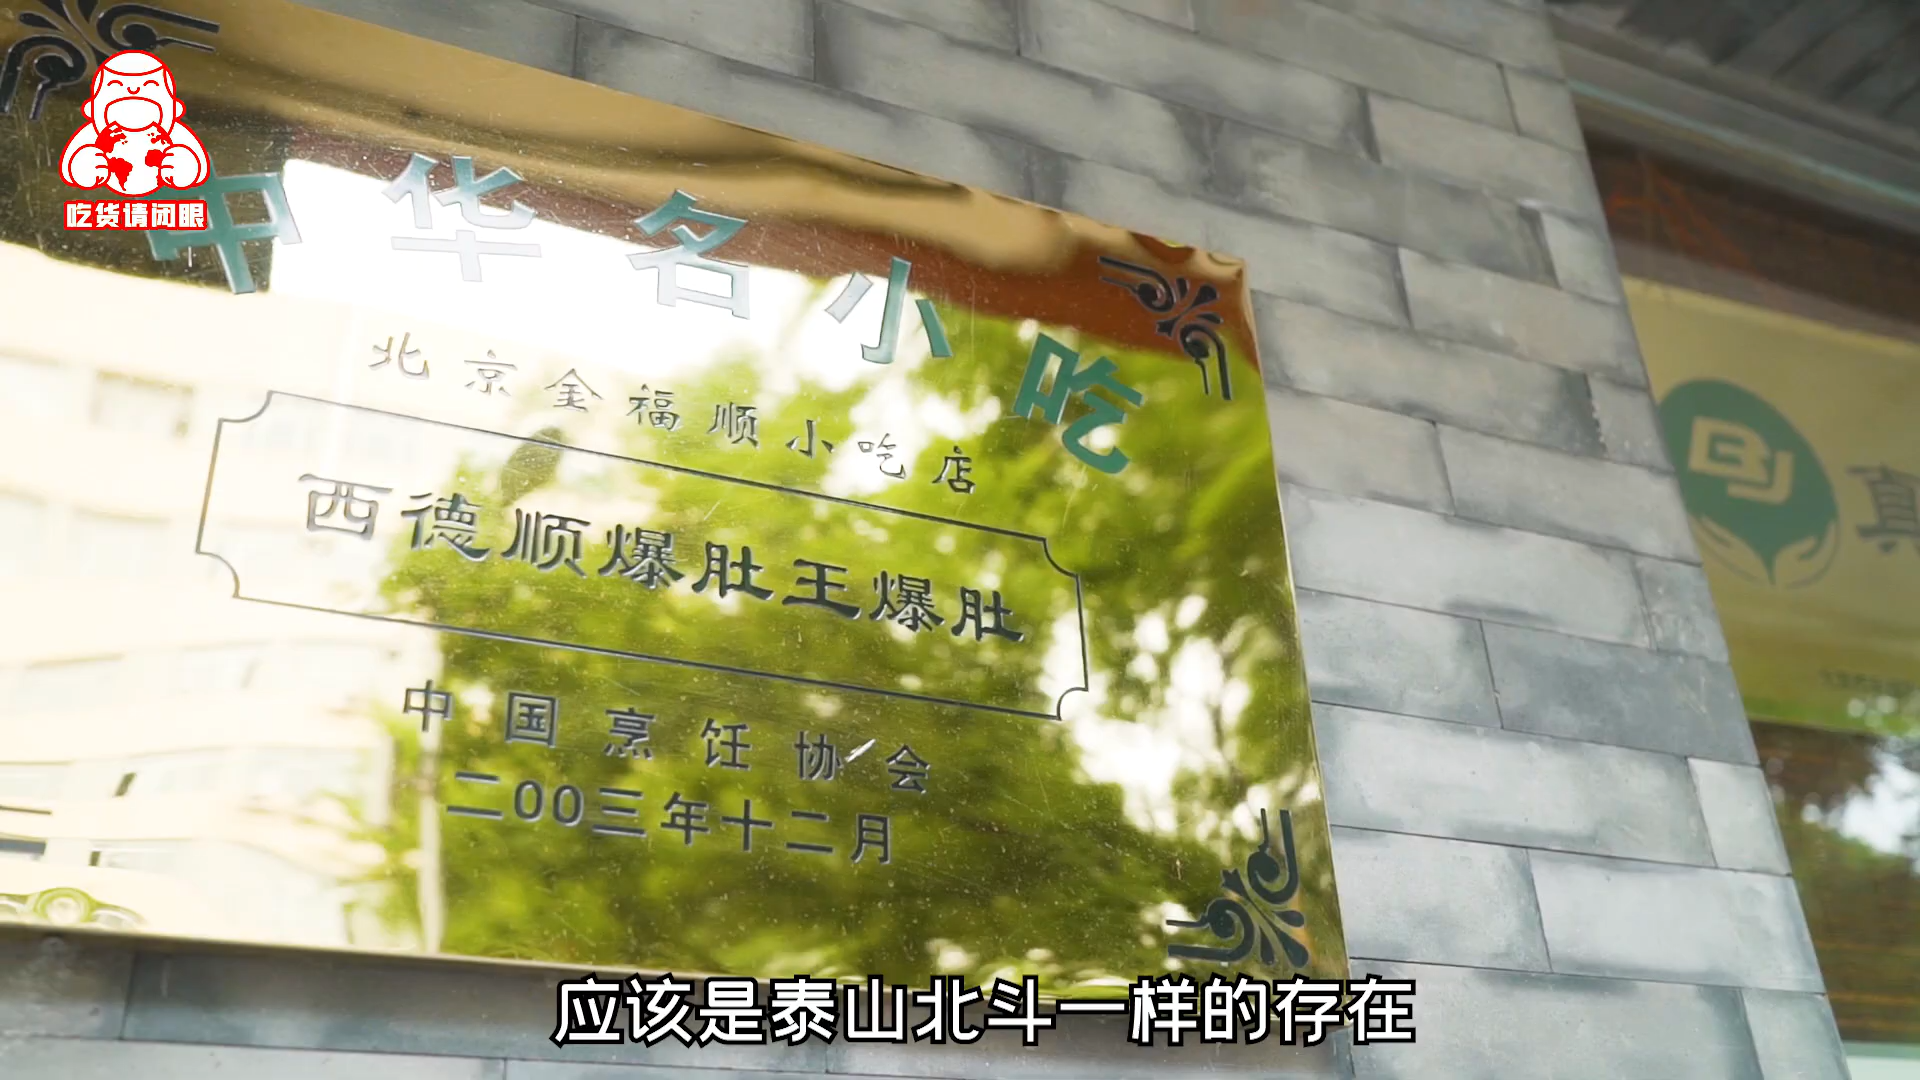 吃货请闭眼
中华名小吃
北京金福顺小吃店
西德顺爆肚王爆肚
中国烹饪协会
二00三年十二月
BJ
真
应该是泰山北斗一样的存在